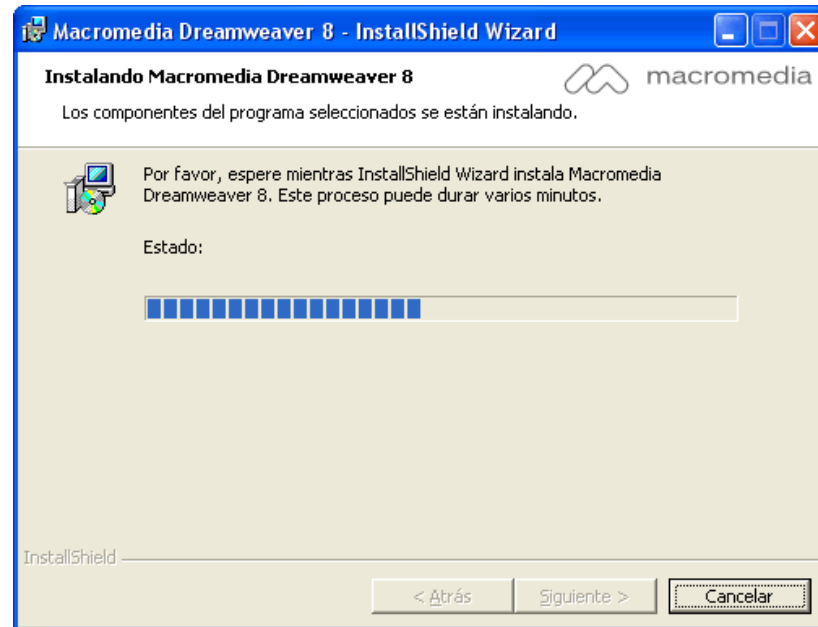 Macromedia Dreamweaver 8 - InstallShield Wizard
Instalando Macromedia Dreamweaver 8
macromedia
Los componentes del programa seleccionados se están instalando.
Por favor, espere mientras InstallShield Wizard instala Macromedia
Dreamweaver 8. Este proceso puede durar varios minutos.
Estado:
InstallShield
< Atrás
Siguiente >
Cancelar